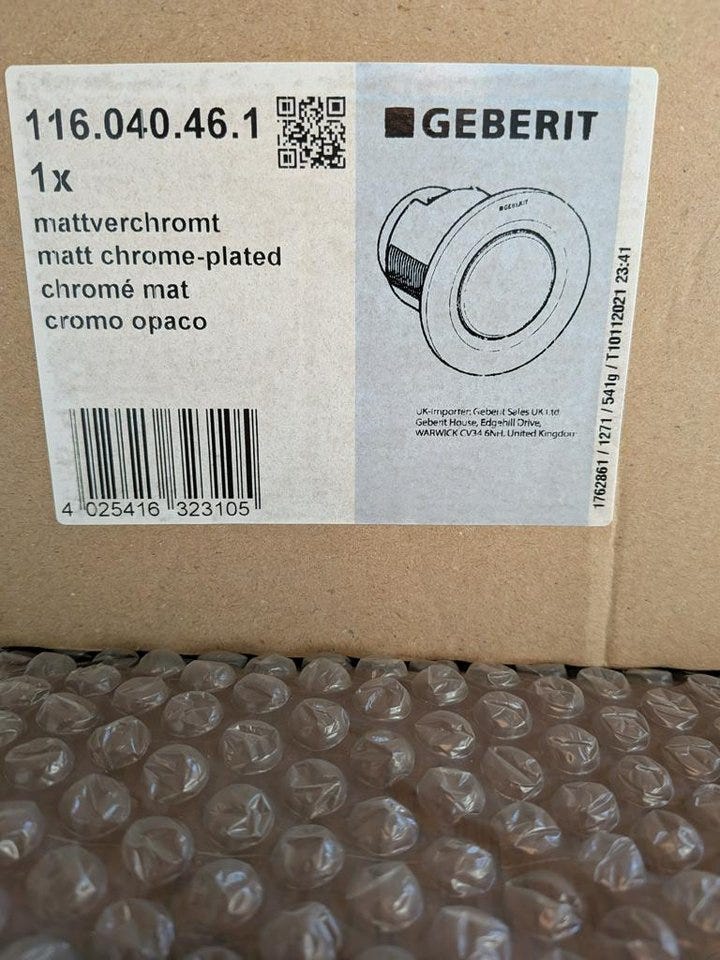 116.040.46.1
1x
mattverchromt
matt chrome-plated
chromé mat
cromo opaco
4 025416 323105
GEBERIT
GEBERIT
UK-Importer: Geberit Sales UK Ltd
Geberit House, Edgehill Drive,
WARWICK CV34 6NH, United Kingdom
1762861 / 1271 / 541g / T10112021 23:41